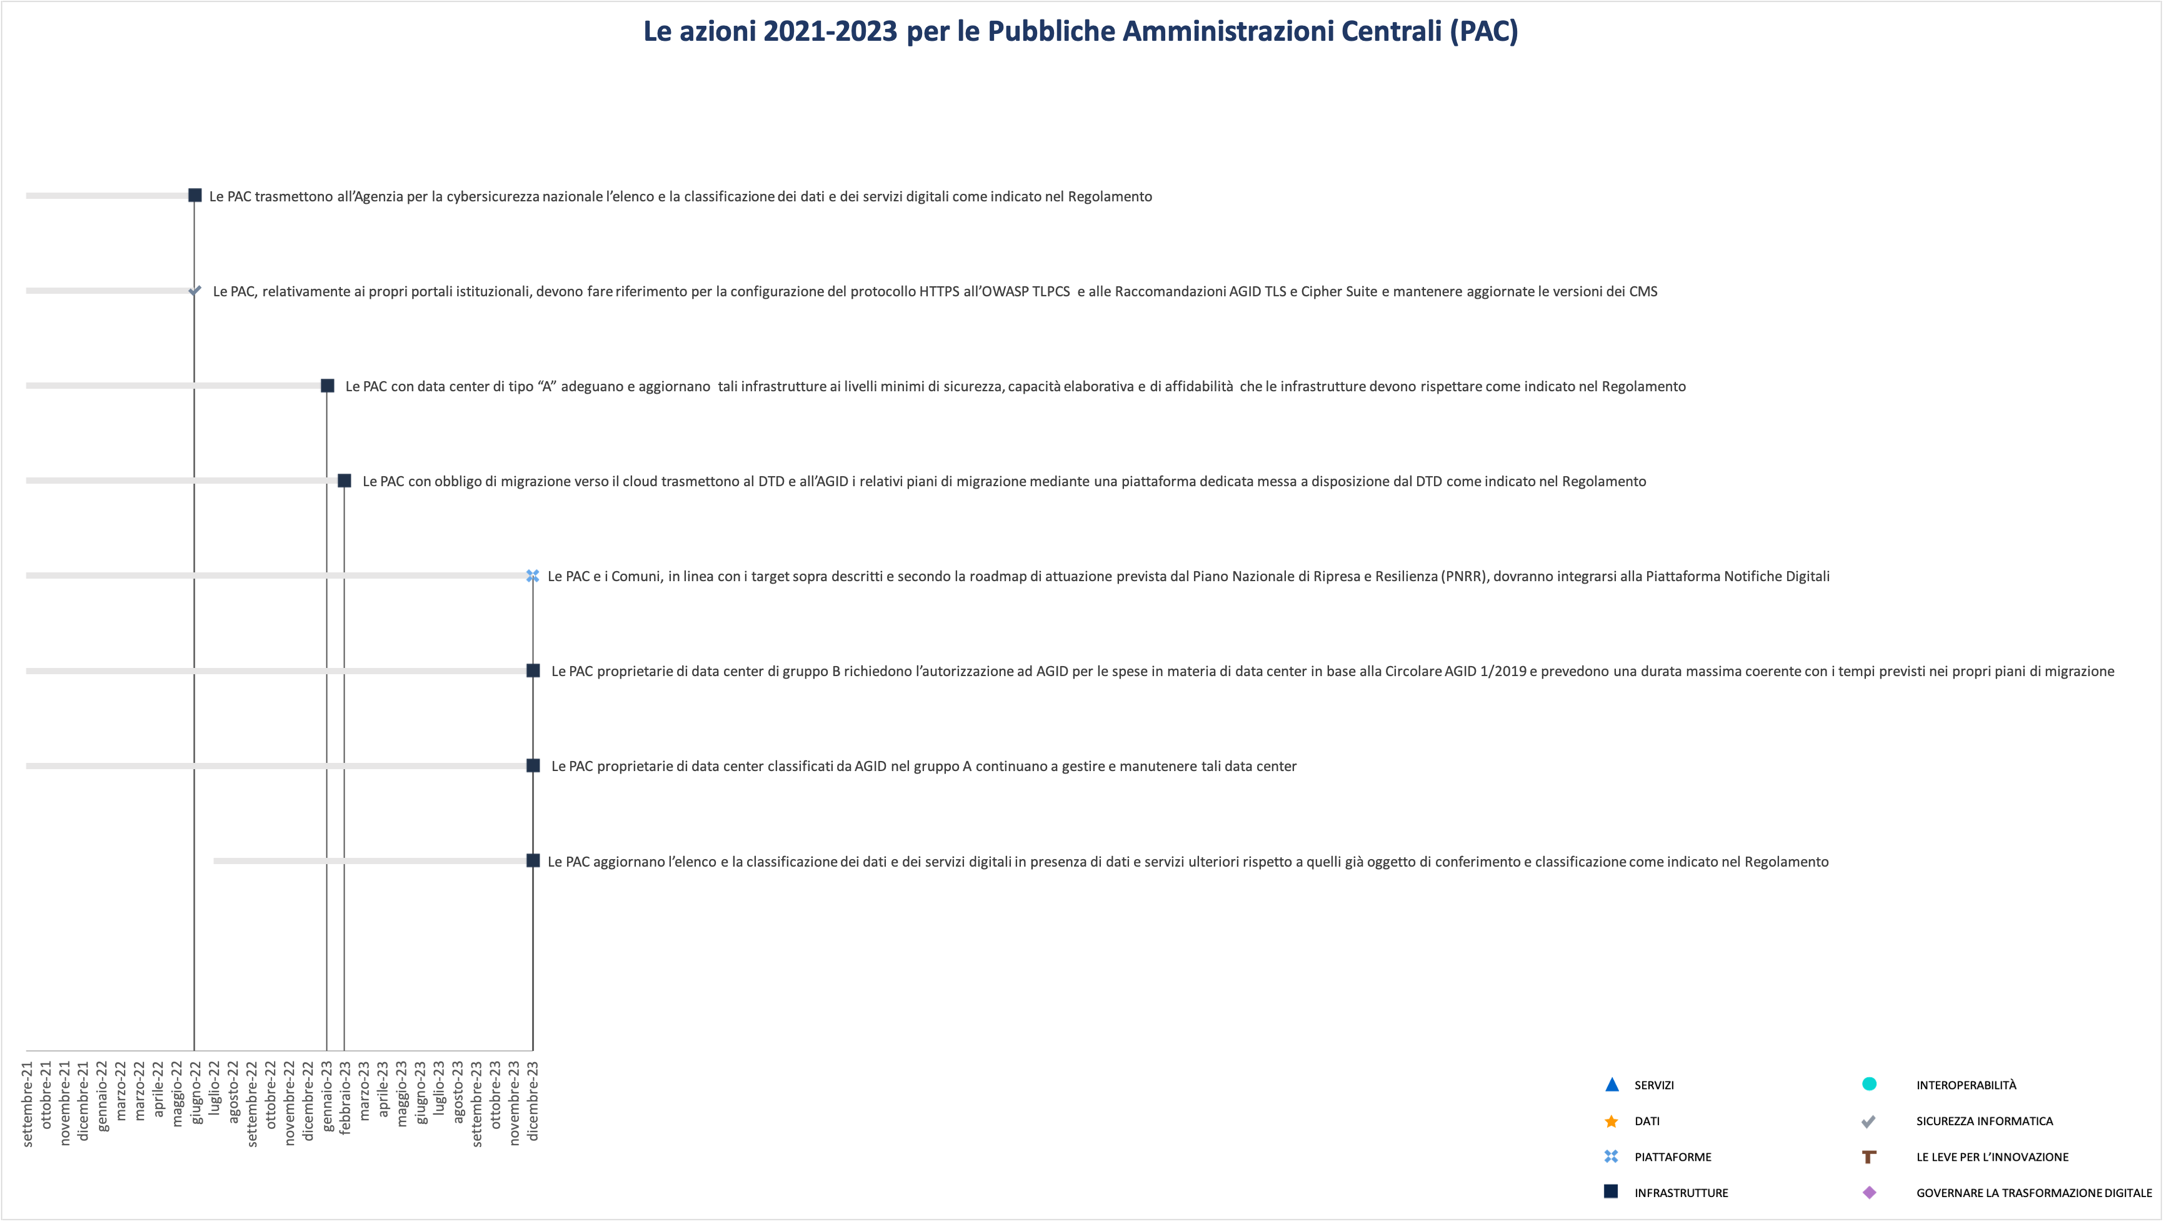 Le azioni 2021-2023 per le Pubbliche Amministrazioni Centrali (PAC)
Le PAC trasmettono all’Agenzia per la cybersicurezza nazionale l’elenco e la classificazione dei dati e dei servizi digitali come indicato nel Regolamento
Le PAC, relativamente ai propri portali istituzionali, devono fare riferimento per la configurazione del protocollo HTTPS all’OWASP TLPCS e alle Raccomandazioni AGID TLS e Cipher Suite e mantenere aggiornate le versioni dei CMS
Le PAC con data center di tipo “A” adeguano e aggiornano tali infrastrutture ai livelli minimi di sicurezza, capacità elaborativa e di affidabilità che le infrastrutture devono rispettare come indicato nel Regolamento
Le PAC con obbligo di migrazione verso il cloud trasmettono al DTD e all’AGID i relativi piani di migrazione mediante una piattaforma dedicata messa a disposizione dal DTD come indicato nel Regolamento
Le PAC e i Comuni, in linea con i target sopra descritti e secondo la roadmap di attuazione prevista dal Piano Nazionale di Ripresa e Resilienza (PNRR), dovranno integrarsi alla Piattaforma Notifiche Digitali
Le PAC proprietarie di data center di gruppo B richiedono l’autorizzazione ad AGID per le spese in materia di data center in base alla Circolare AGID 1/2019 e prevedono una durata massima coerente con i tempi previsti nei propri piani di migrazione
Le PAC proprietarie di data center classificati da AGID nel gruppo A continuano a gestire e manutenere tali data center
Le PAC aggiornano l’elenco e la classificazione dei dati e dei servizi digitali in presenza di dati e servizi ulteriori rispetto a quelli già oggetto di conferimento e classificazione come indicato nel Regolamento
settembre-21
ottobre-21
novembre-21
dicembre-21
gennaio-22
marzo-22
marzo-22
aprile-22
maggio-22
giugno-22
luglio-22
agosto-22
settembre-22
ottobre-22
novembre-22
dicembre-22
gennaio-23
febbraio-23
marzo-23
aprile-23
maggio-23
giugno-23
luglio-23
agosto-23
settembre-23
ottobre-23
novembre-23
dicembre-23
SERVIZI
DATI
PIATTAFORME
INFRASTRUTTURE
INTEROPERABILITÀ
SICUREZZA INFORMATICA
LE LEVE PER L’INNOVAZIONE
GOVERNARE LA TRASFORMAZIONE DIGITALE